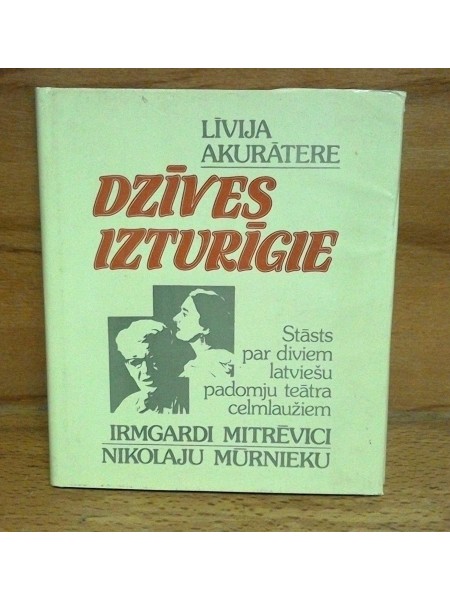 LĪVIJA
AKURĀTERE
DZĪVES
IZTURĪGIE
Stāsts
par diviem
latviešu
padomju teātra
celmlaužiem
IRMGARDI MITRĒVICI
NIKOLAJU MŪRNIEKU